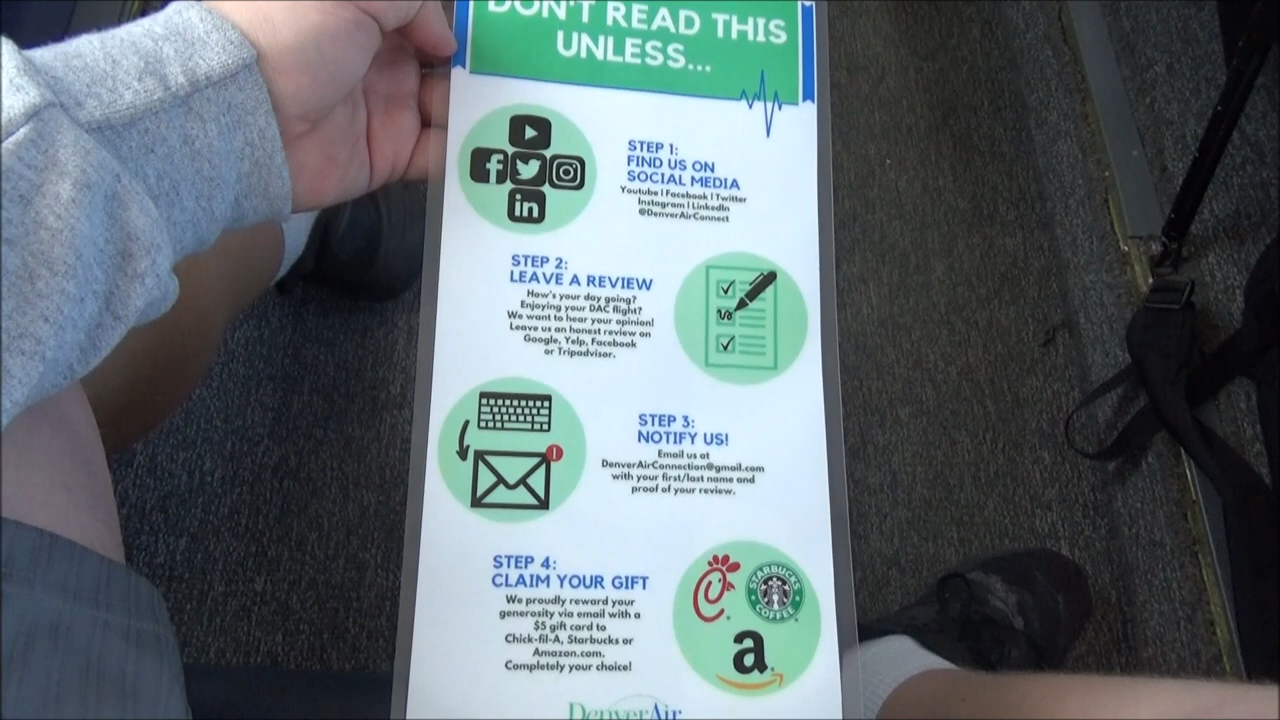 DON'T READ THIS
UNLESS...
STEP 1:
FIND US ON
SOCIAL MEDIA
Youtube | Facebook | Twitter
Instagram | LinkedIn
@DenverAirConnect
in
STEP 2:
LEAVE A REVIEW
How's your day going?
Enjoying your DAC flight?
We want to hear your opinion!
Leave us an honest review on
Google, Yelp, Facebook
or Tripadvisor.
STEP 3:
NOTIFY US!
Email us at
DenverAirConnection@gmail.com
with your first/last name and
proof of your review.
STEP 4:
CLAIM YOUR GIFT
We proudly reward your
generosity via email with a
$5 gift card to
Chick-fil-A, Starbucks or
Amazon.com.
Completely your choice!
STARBUCKS
COFFEE
a
DenverAir